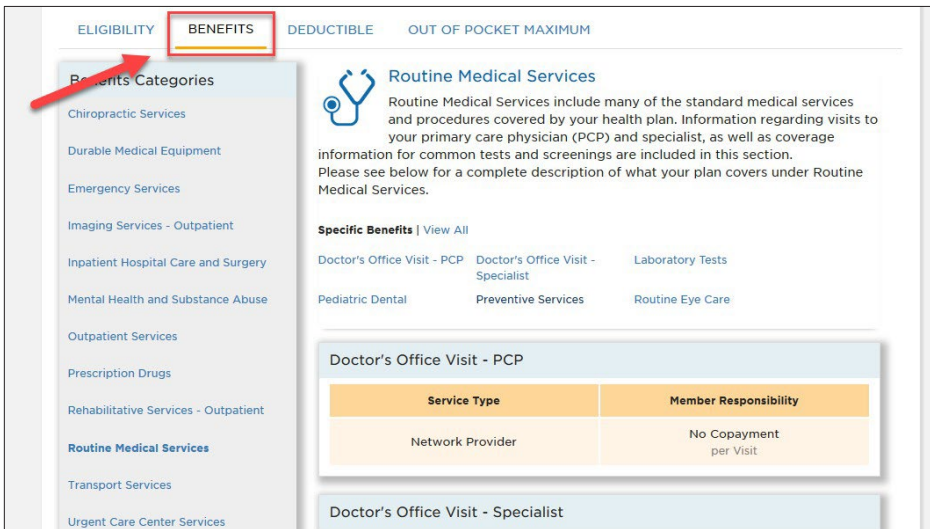 ELIGIBILITY BENEFITS DEDUCTIBLE OUT OF POCKET MAXIMUM
Benefits Categories
Chiropractic Services
Durable Medical Equipment
Emergency Services
Imaging Services - Outpatient
Inpatient Hospital Care and Surgery
Mental Health and Substance Abuse
Outpatient Services
Prescription Drugs
Rehabilitative Services - Outpatient
Routine Medical Services
Transport Services
Urgent Care Center Services
Routine Medical Services
Routine Medical Services include many of the standard medical services
and procedures covered by your health plan. Information regarding visits to
your primary care physician (PCP) and specialist, as well as coverage
information for common tests and screenings are included in this section.
Please see below for a complete description of what your plan covers under Routine
Medical Services.
Specific Benefits | View All
Doctor's Office Visit - PCP
Doctor's Office Visit -
Specialist
Laboratory Tests
Pediatric Dental
Preventive Services
Routine Eye Care
Doctor's Office Visit - PCP
Service Type Member Responsibility
Network Provider
No Copayment
per Visit
Doctor's Office Visit - Specialist